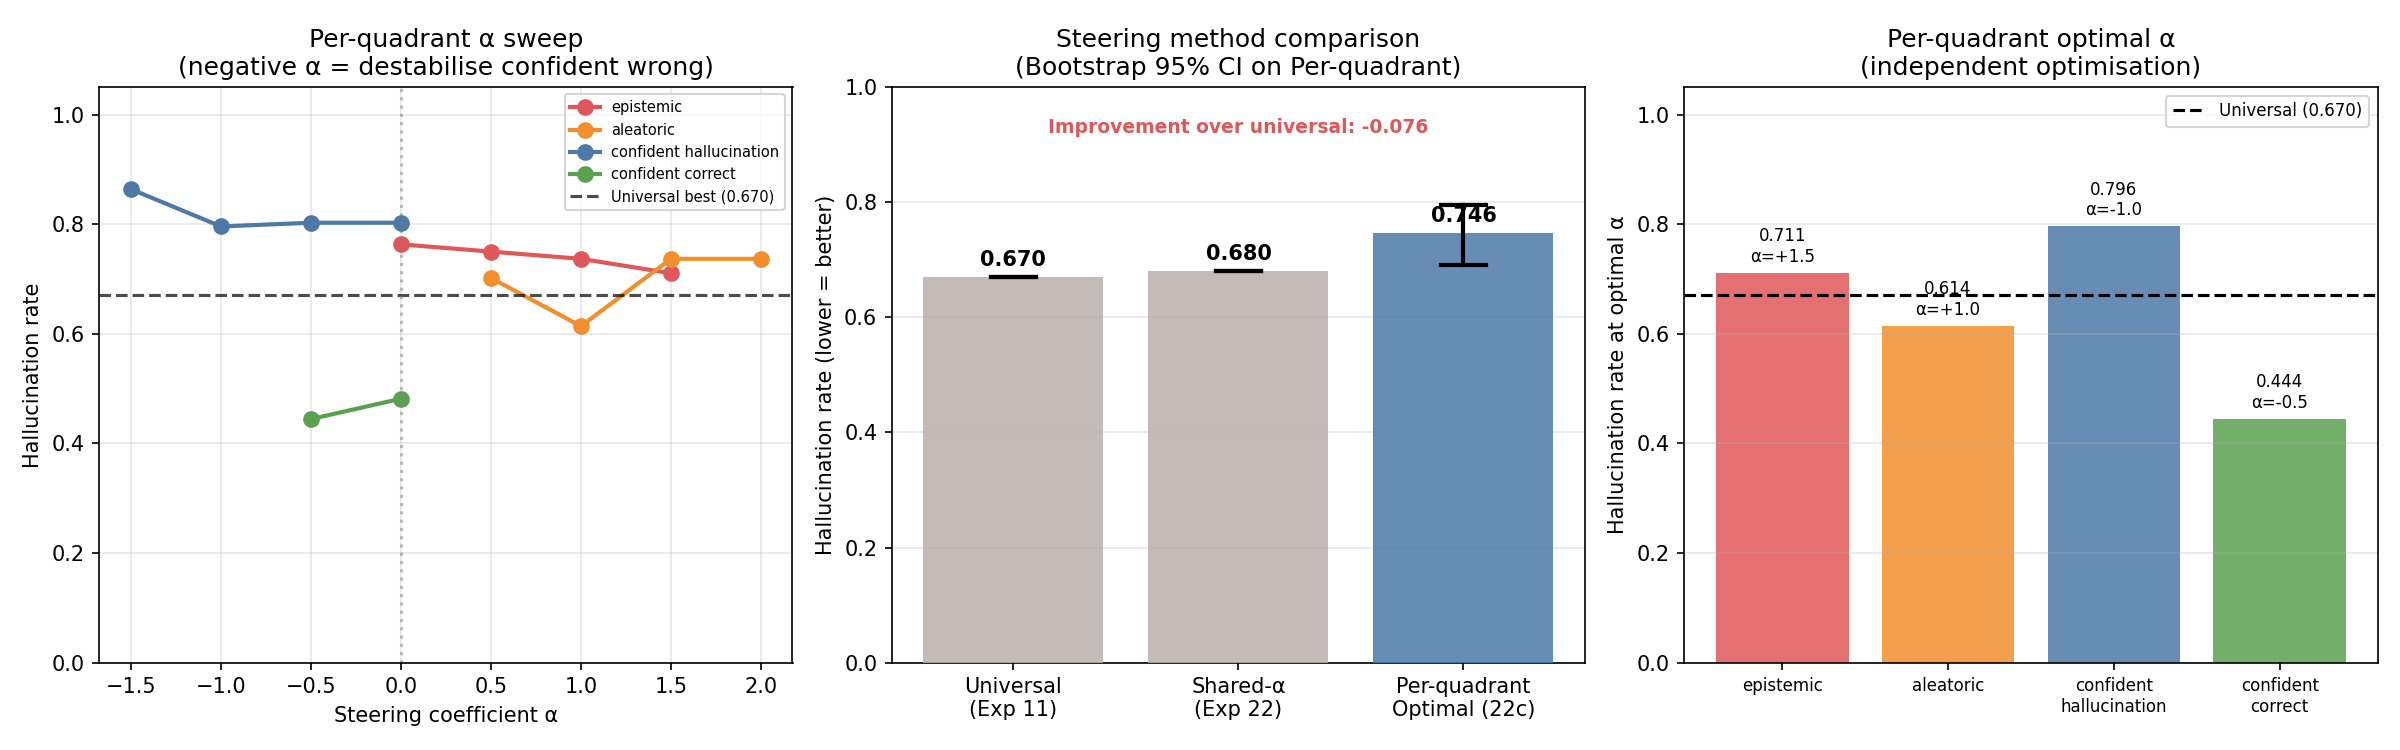 Per-quadrant α sweep
(negative α = destabilise confident wrong)
Hallucination rate
1.0
0.8
0.6
0.4
0.2
0.0
epistemic
aleatoric
confident hallucination
confident correct
Universal best (0.670)
−1.5
−1.0
−0.5
0.0
0.5
1.0
1.5
2.0
Steering coefficient α
Steering method comparison
(Bootstrap 95% CI on Per-quadrant)
Hallucination rate (lower = better)
1.0
0.8
0.6
0.4
0.2
0.0
Improvement over universal: -0.076
0.670
0.680
0.746
Universal
(Exp 11)
Shared-α
(Exp 22)
Per-quadrant
Optimal (22c)
Per-quadrant optimal α
(independent optimisation)
Hallucination rate at optimal α
1.0
0.8
0.6
0.4
0.2
0.0
Universal (0.670)
0.711
α=+1.5
0.614
α=+1.0
0.796
α=-1.0
0.444
α=-0.5
epistemic
aleatoric
confident
hallucination
confident
correct